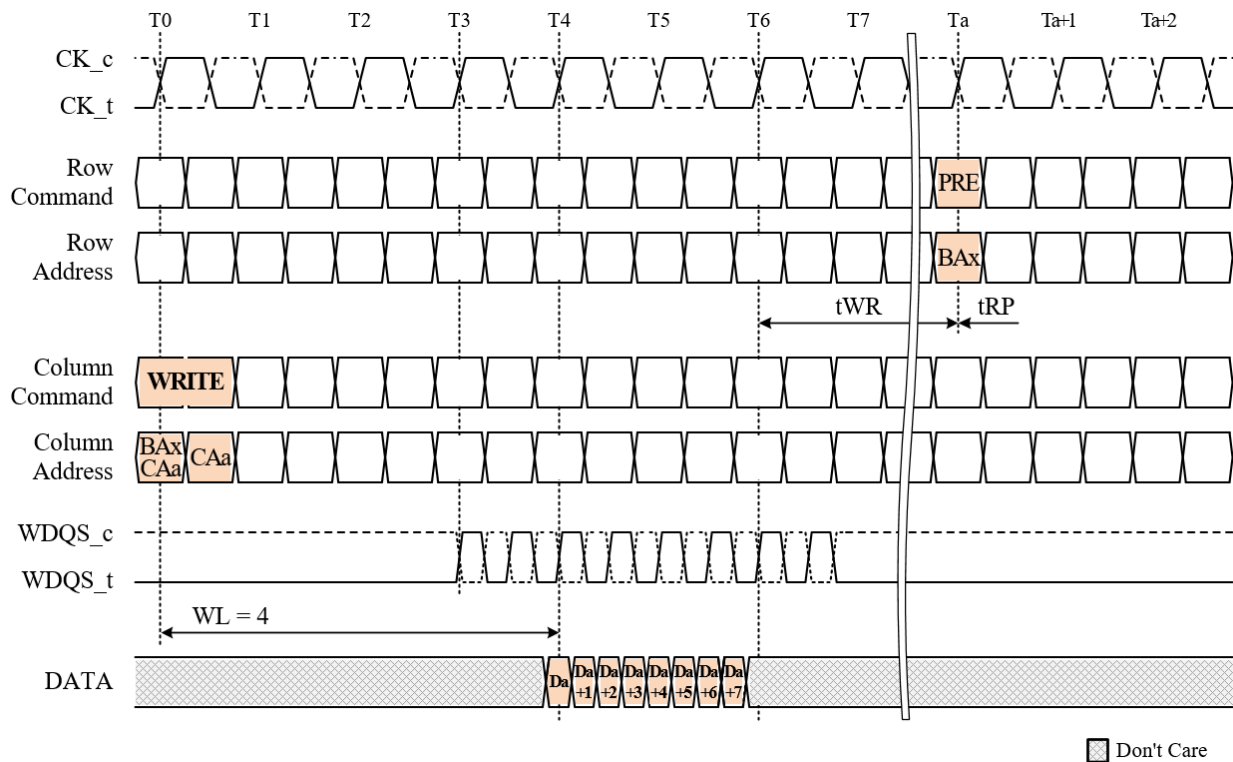 T0 T1 T2 T3 T4 T5 T6 T7 Ta Ta+1 Ta+2
CK_c
CK_t
Row
Command
PRE
Row
Address
BAx
tWR tRP
Column
Command
WRITE
Column
Address
BAx
CAa
CAa
WDQS_c
WDQS_t
WL = 4
DATA
Da Da+1 Da+2 Da+3 Da+4 Da+5 Da+6 Da+7
Don't Care